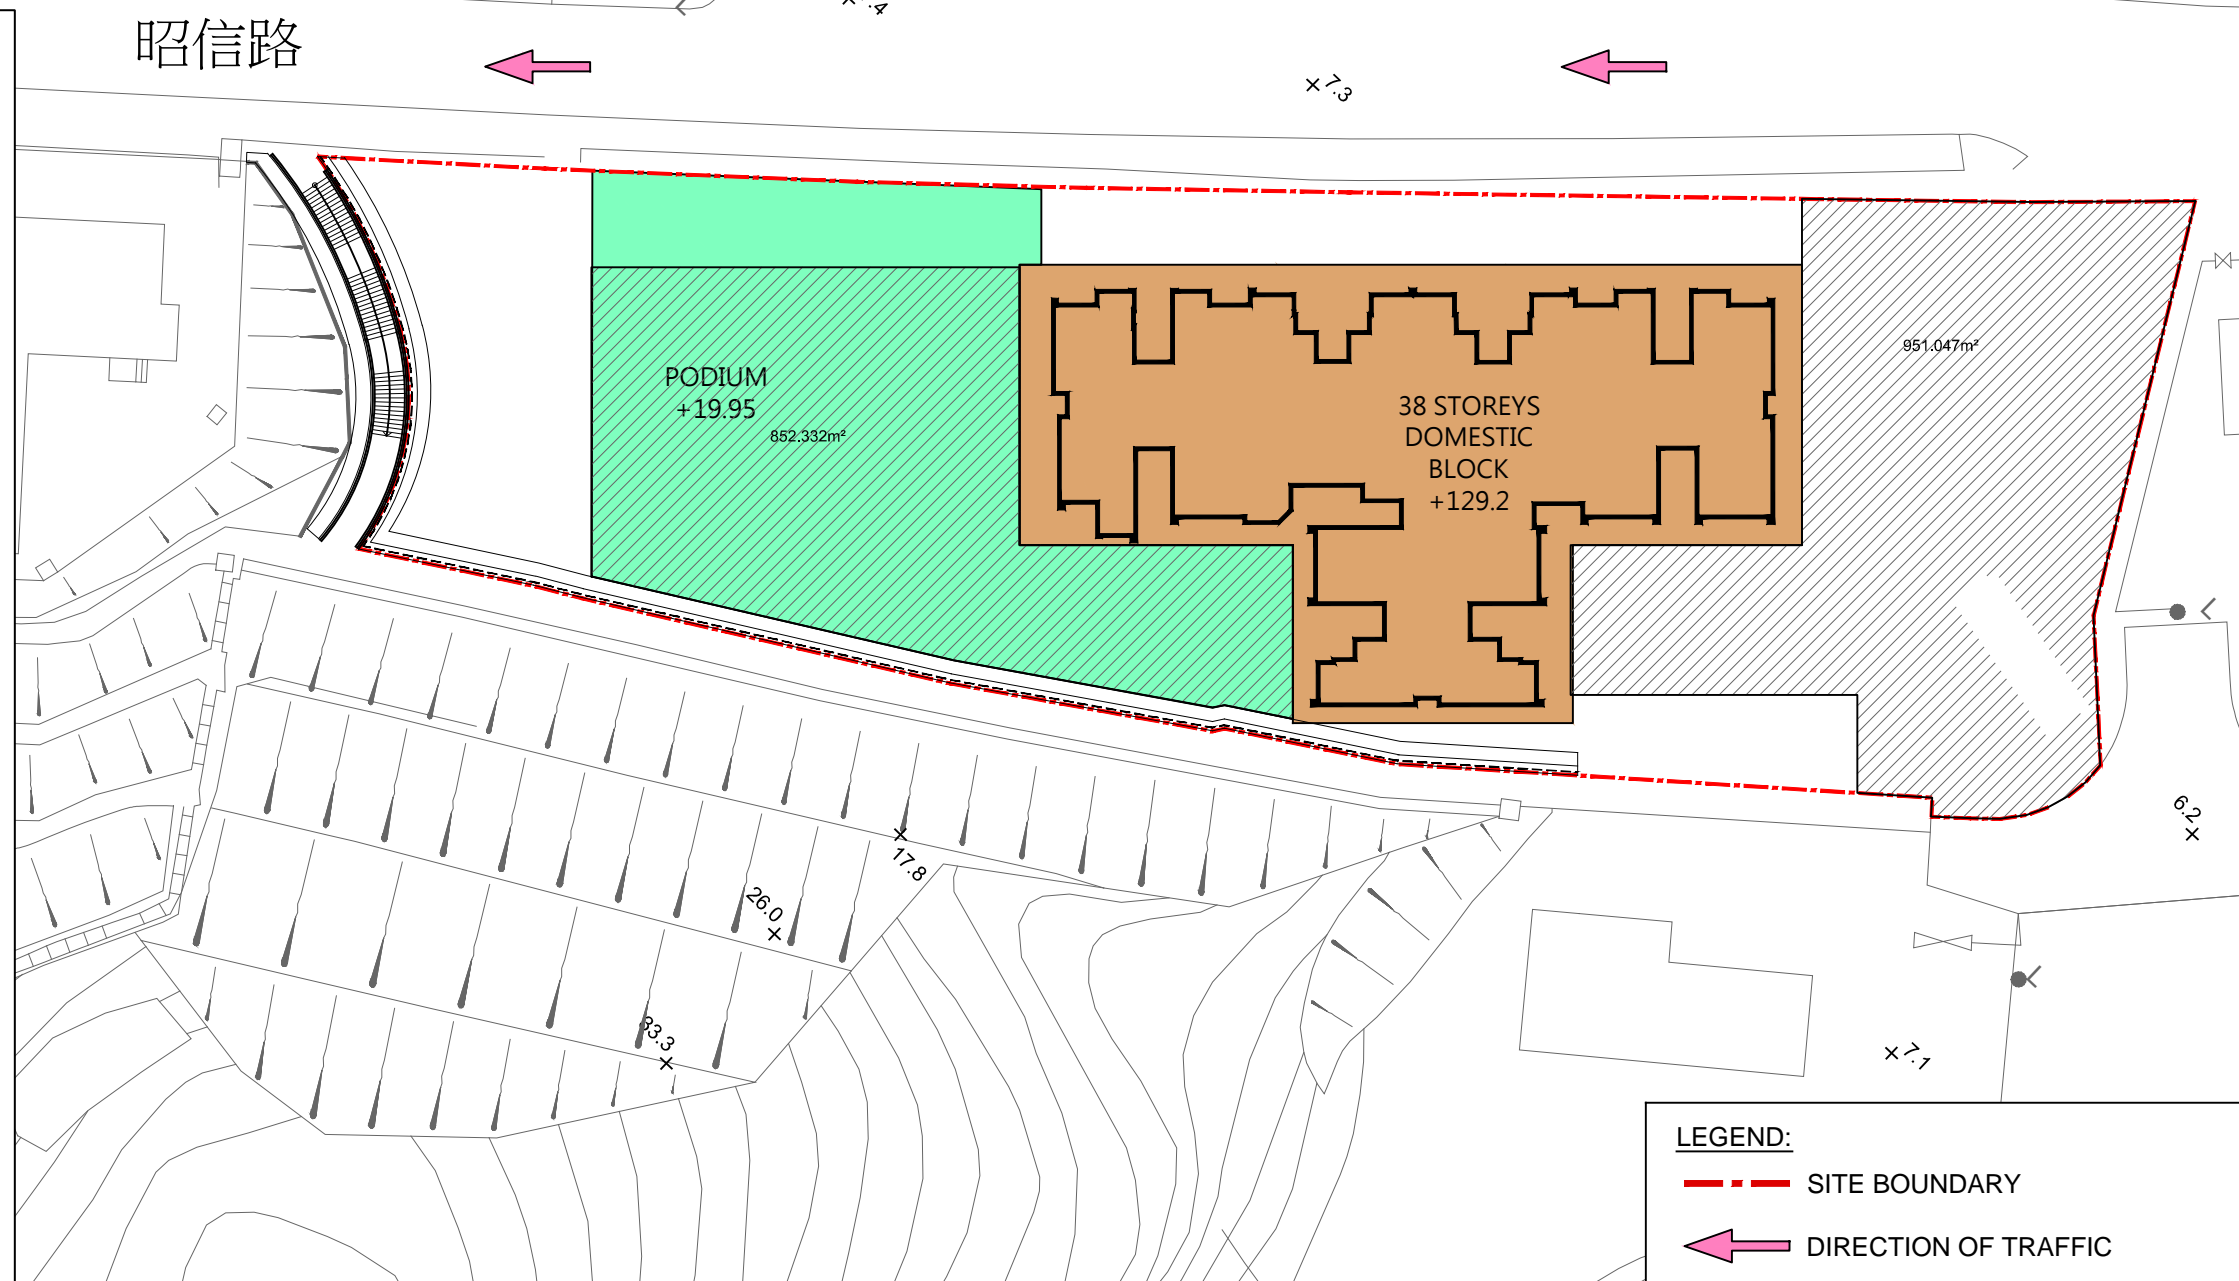 昭信路
7.3
PODIUM
+19.95
852.332m²
38 STOREYS
DOMESTIC
BLOCK
+129.2
951.047m²
6.2
17.8
26.0
33.3
7.1
LEGEND:
SITE BOUNDARY
DIRECTION OF TRAFFIC